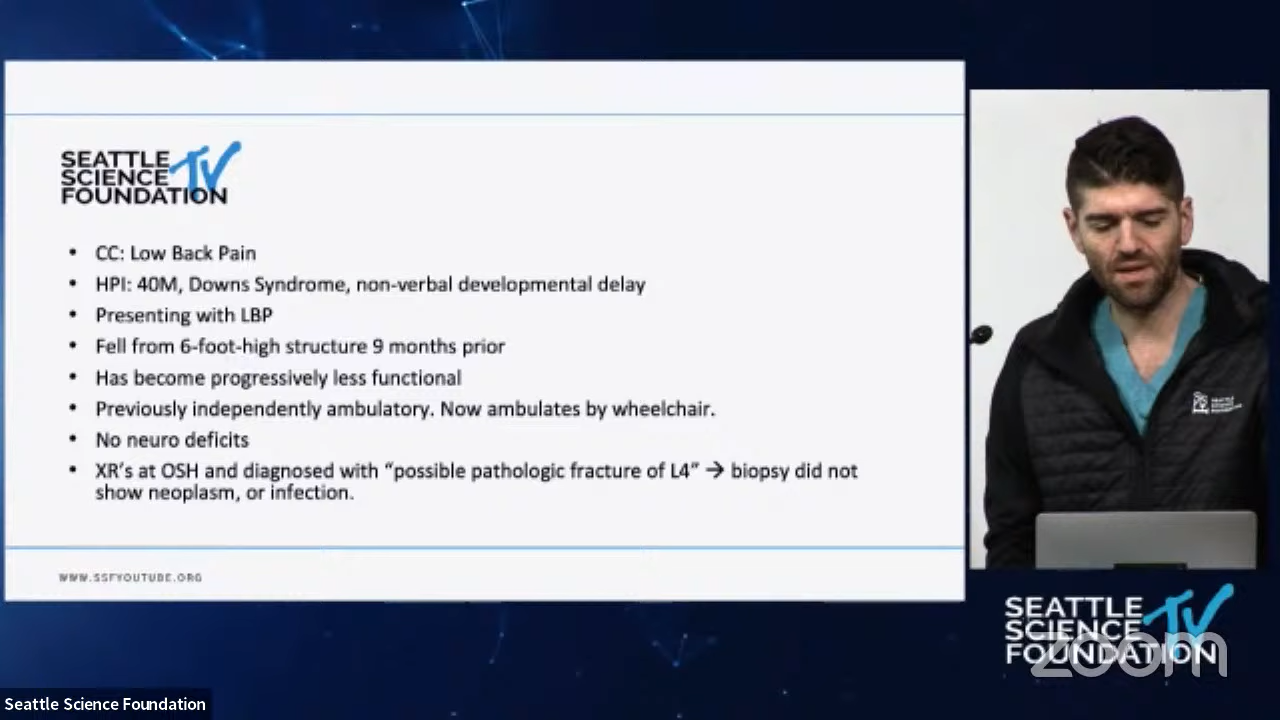 SEATTLE
SCIENCE TV
FOUNDATION
• CC: Low Back Pain
• HPI: 40M, Downs Syndrome, non-verbal developmental delay
• Presenting with LBP
• Fell from 6-foot-high structure 9 months prior
• Has become progressively less functional
• Previously independently ambulatory. Now ambulates by wheelchair.
• No neuro deficits
• XR's at OSH and diagnosed with “possible pathologic fracture of L4” → biopsy did not
show neoplasm, or infection.
WWW.SSFYOUTUBE.ORG
SEATTLE
SCIENCE TV
FOUNDATION
zoom
Seattle Science Foundation